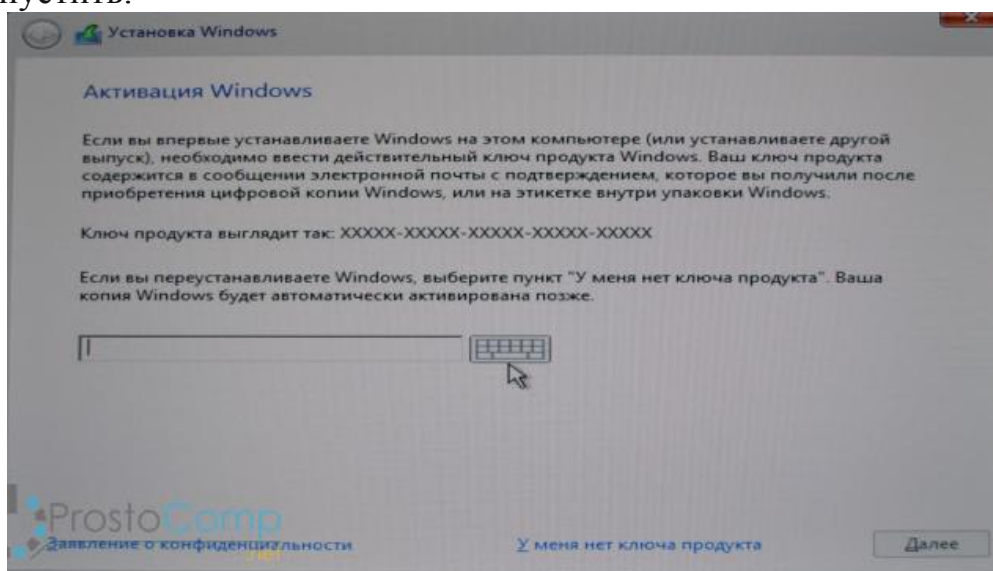 Установка Windows
Активация Windows
Если вы впервые устанавливаете Windows на этом компьютере (или устанавливаете другой
выпуск), необходимо ввести действительный ключ продукта Windows. Ваш ключ продукта
содержится в сообщении электронной почты с подтверждением, которое вы получили после
приобретения цифровой копии Windows, или на этикетке внутри упаковки Windows.
Ключ продукта выглядит так: XXXXX-XXXXX-XXXXX-XXXXX-XXXXX
Если вы переустанавливаете Windows, выберите пункт "У меня нет ключа продукта". Ваша
копия Windows будет автоматически активирована позже.
ProstoComp
.net
Заявление о конфиденциальности
У меня нет ключа продукта
Далее